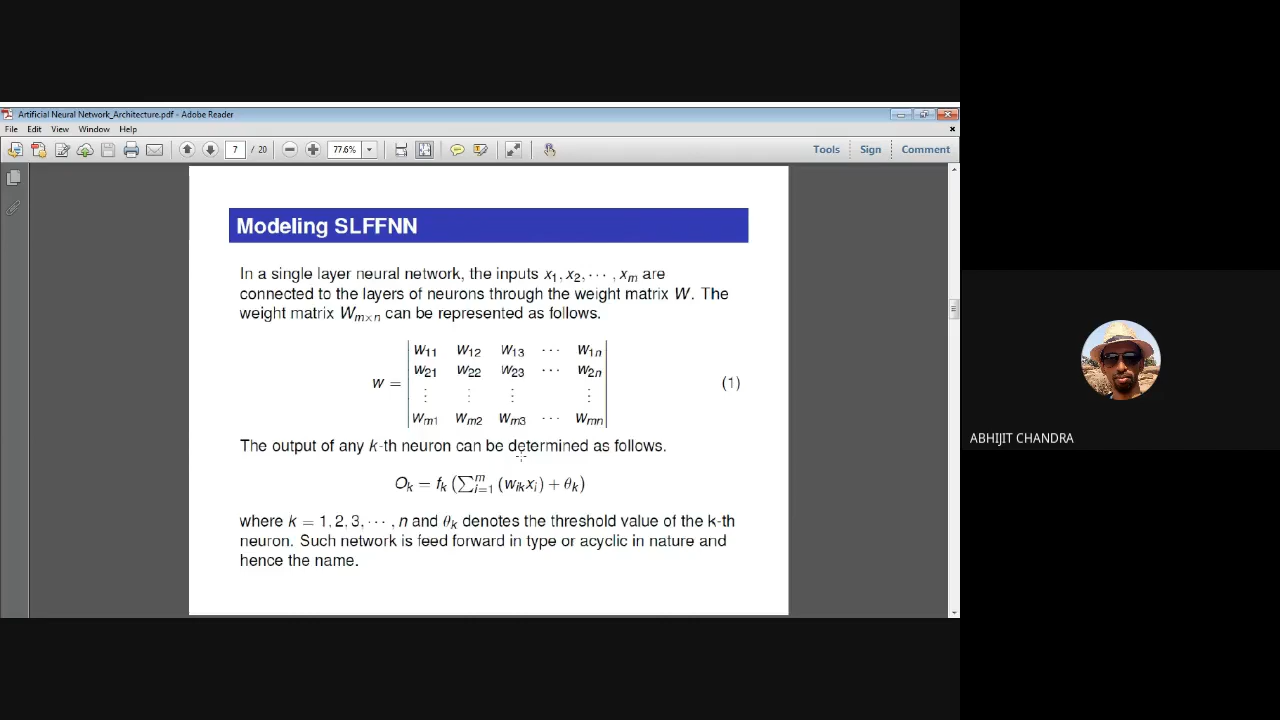 Artificial Neural Network_Architecture.pdf - Adobe Reader
File Edit View Window Help
7 / 20 77.6% Tools Sign Comment
Modeling SLFFNN
In a single layer neural network, the inputs x₁, x₂, ⋯ , xₘ are
connected to the layers of neurons through the weight matrix W. The
weight matrix Wₘ×ₙ can be represented as follows.
w₁₁ w₁₂ w₁₃ ⋯ w₁ₙ
w₂₁ w₂₂ w₂₃ ⋯ w₂ₙ
W = ⋮ ⋮ ⋮ ⋮ (1)
wₘ₁ wₘ₂ wₘ₃ ⋯ wₘₙ
The output of any k-th neuron can be determined as follows.
Oₖ = fₖ (∑ᵢ₌₁ᵐ (wᵢₖxᵢ) + θₖ)
where k = 1, 2, 3, ⋯ , n and θₖ denotes the threshold value of the k-th
neuron. Such network is feed forward in type or acyclic in nature and
hence the name.
ABHIJIT CHANDRA